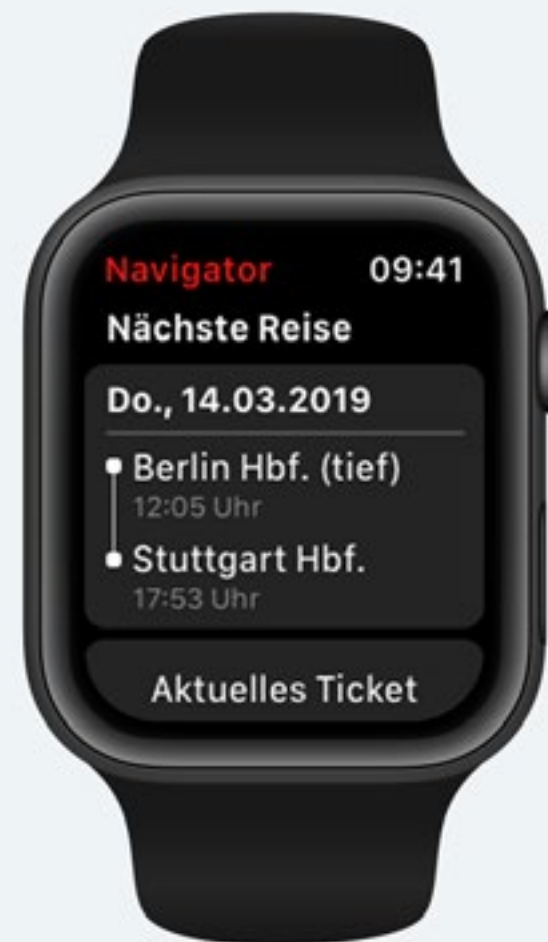 Navigator 09:41
Nächste Reise
Do., 14.03.2019
Berlin Hbf. (tief)
12:05 Uhr
Stuttgart Hbf.
17:53 Uhr
Aktuelles Ticket